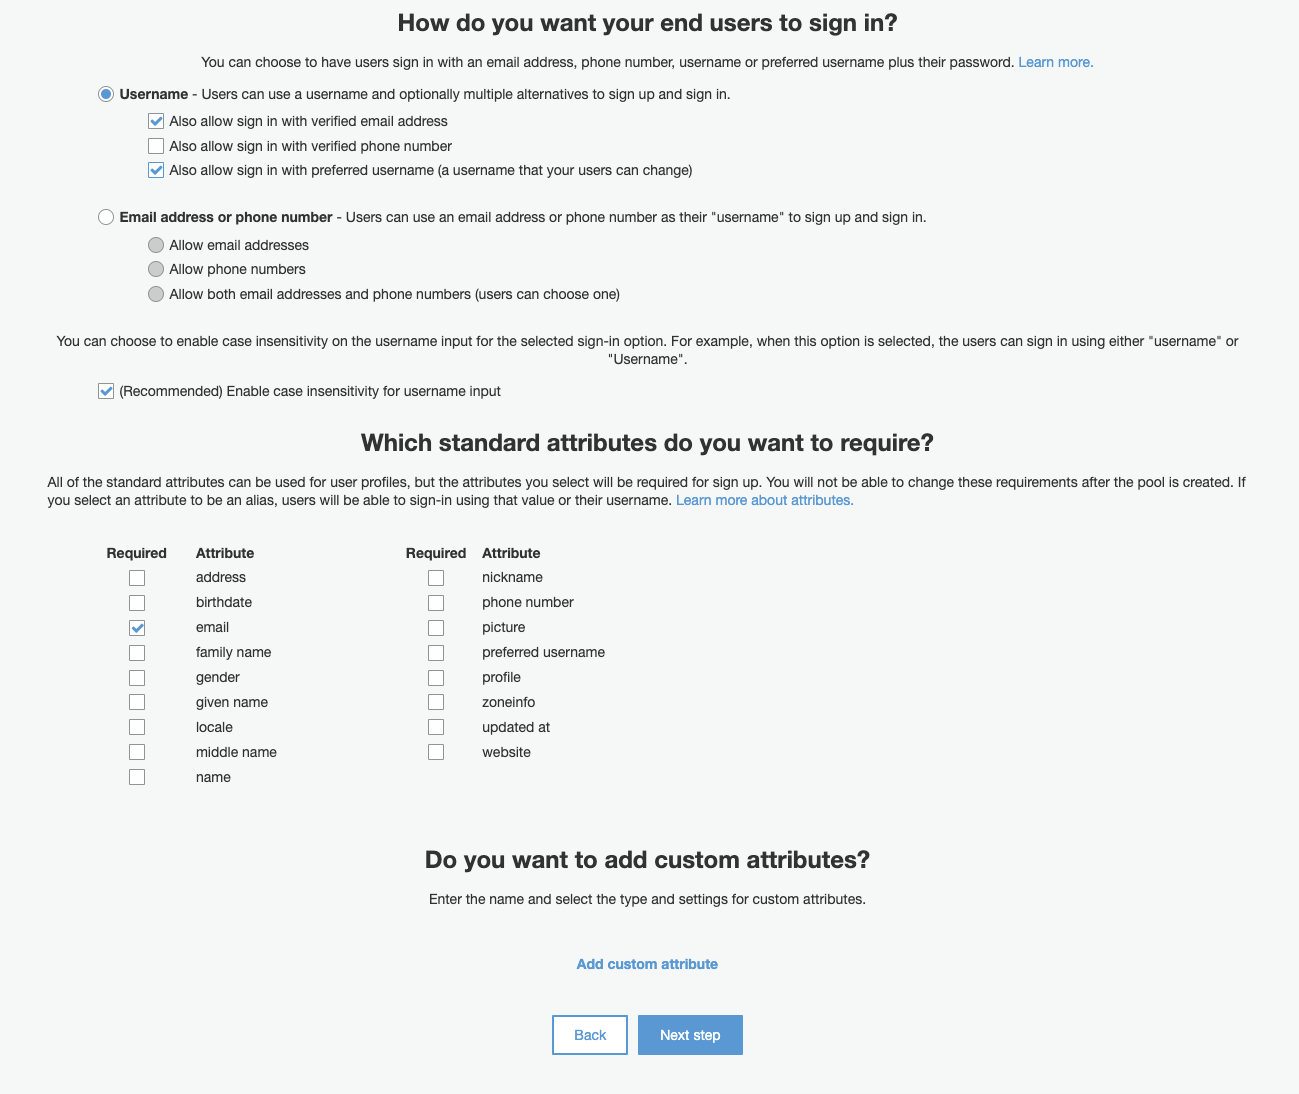 How do you want your end users to sign in?
You can choose to have users sign in with an email address, phone number, username or preferred username plus their password. Learn more.
Username - Users can use a username and optionally multiple alternatives to sign up and sign in.
Also allow sign in with verified email address
Also allow sign in with verified phone number
Also allow sign in with preferred username (a username that your users can change)
Email address or phone number - Users can use an email address or phone number as their "username" to sign up and sign in.
Allow email addresses
Allow phone numbers
Allow both email addresses and phone numbers (users can choose one)
You can choose to enable case insensitivity on the username input for the selected sign-in option. For example, when this option is selected, the users can sign in using either "username" or
"Username".
(Recommended) Enable case insensitivity for username input
Which standard attributes do you want to require?
All of the standard attributes can be used for user profiles, but the attributes you select will be required for sign up. You will not be able to change these requirements after the pool is created. If
you select an attribute to be an alias, users will be able to sign-in using that value or their username. Learn more about attributes.
Required Attribute
address
birthdate
email
family name
gender
given name
locale
middle name
name
Required Attribute
nickname
phone number
picture
preferred username
profile
zoneinfo
updated at
website
Do you want to add custom attributes?
Enter the name and select the type and settings for custom attributes.
Add custom attribute
Back
Next step